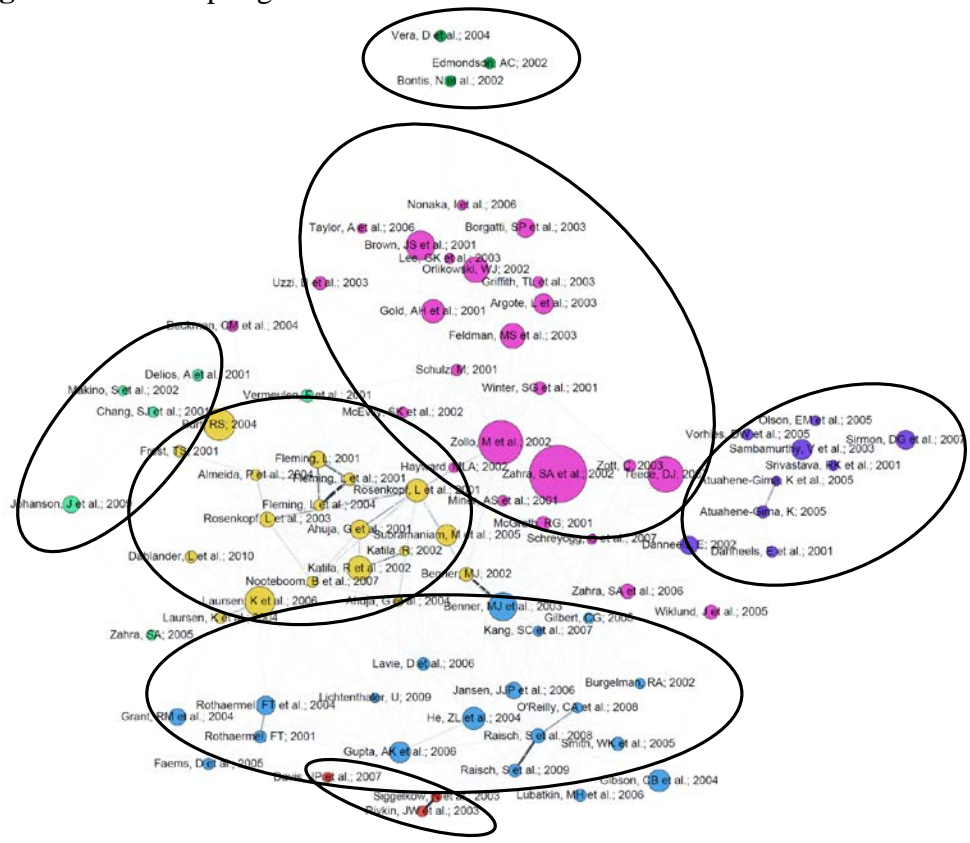 Vera, D et al.; 2004
Edmondson, AC; 2002
Bontis, N et al.; 2002
Nonaka, I et al.; 2006
Taylor, A et al.; 2006
Borgatti, SP et al.; 2003
Brown, JS et al.; 2001
Lee, GK et al.; 2003
Orlikowski, WJ; 2002
Uzzi, B et al.; 2003
Griffith, TL et al.; 2003
Argote, L et al.; 2003
Gold, AH et al.; 2001
Beckman, CM et al.; 2004
Feldman, MS et al.; 2003
Schulz, M; 2001
Delios, A et al.; 2001
Makino, S et al.; 2002
Winter, SG et al.; 2001
Vermeulen, F et al.; 2001
Chang, SJ et al.; 2001
McEvily, SK et al.; 2002
Burt, RS; 2004
Olson, EM et al.; 2005
Vorhies, DW et al.; 2005
Sirmon, DG et al.; 2007
Zollo, M et al.; 2002
Sambamurthy, V et al.; 2003
Frost, TS; 2001
Fleming, L; 2001
Hayward, MLA; 2002
Zott, C; 2003
Srivastava, RK et al.; 2001
Almeida, P et al.; 2004
Fleming, L et al.; 2001
Zahra, SA et al.; 2002
Teece, DJ; 2007
Atuahene-Gima, K et al.; 2005
Rosenkopf, L et al.; 2001
Johanson, J et al.; 2009
Fleming, L et al.; 2004
Miner, AS et al.; 2001
Atuahene-Gima, K; 2005
Rosenkopf, L et al.; 2003
Ahuja, G et al.; 2001
McGrath, RG; 2001
Subramaniam, M et al.; 2005
Schreyogg, G et al.; 2007
Danneels, E; 2002
Danneels, E et al.; 2001
Dahlander, L et al.; 2010
Katila, R; 2002
Katila, R et al.; 2002
Benner, MJ; 2002
Nooteboom, B et al.; 2007
Zahra, SA et al.; 2006
Laursen, K et al.; 2006
Ahuja, G et al.; 2004
Benner, MJ et al.; 2003
Wiklund, J et al.; 2005
Laursen, K et al.; 2004
Gilbert, CG; 2005
Zahra, SA; 2005
Kang, SC et al.; 2007
Lavie, D et al.; 2006
Burgelman, RA; 2002
Lichtenthaler, U; 2009
Jansen, JJP et al.; 2006
Rothaermel, FT et al.; 2004
O'Reilly, CA et al.; 2008
Grant, RM et al.; 2004
He, ZL et al.; 2004
Rothaermel, FT; 2001
Raisch, S et al.; 2008
Smith, WK et al.; 2005
Gupta, AK et al.; 2006
Faems, D et al.; 2005
Raisch, S et al.; 2009
Davis, JP et al.; 2007
Gibson, CB et al.; 2004
Siggelkow, N et al.; 2003
Lubatkin, MH et al.; 2006
Rivkin, JW et al.; 2003